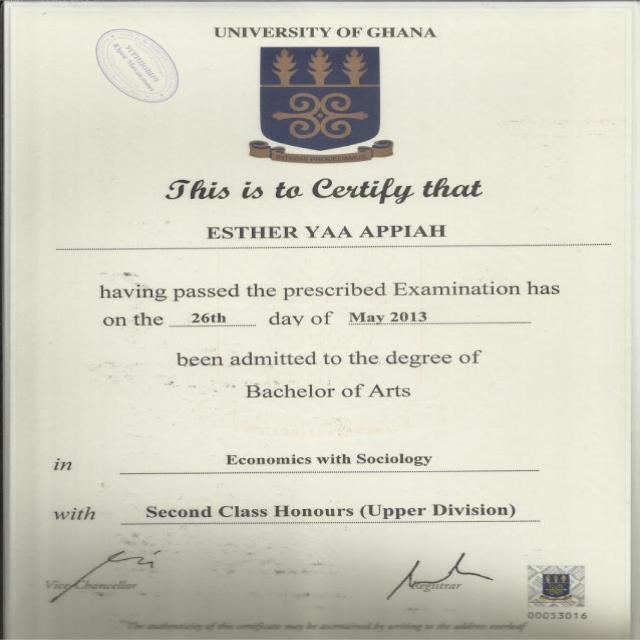 UNIVERSITY OF GHANA
INTEGRI PROCEDAMUS
This is to Certify that
ESTHER YAA APPIAH
having passed the prescribed Examination has
on the 26th day of May 2013
been admitted to the degree of
Bachelor of Arts
in Economics with Sociology
with Second Class Honours (Upper Division)
Vice-Chancellor
Registrar
00053016
The authenticity of this certificate may be ascertained by writing to the address overleaf